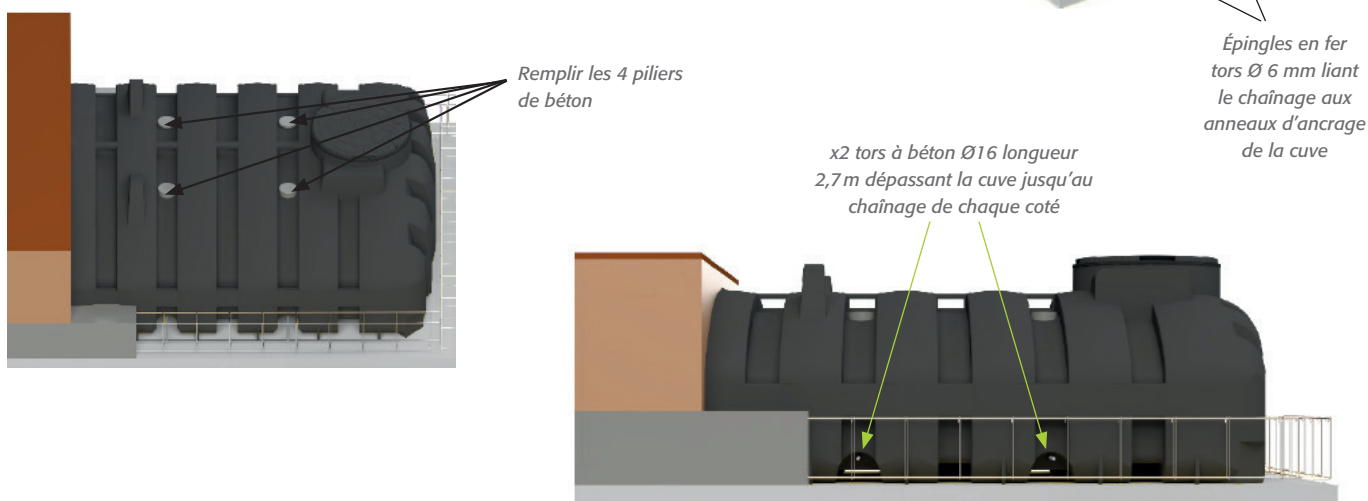 Remplir les 4 piliers
de béton
Épingles en fer
tors Ø 6 mm liant
le chaînage aux
anneaux d'ancrage
de la cuve
x2 tors à béton Ø16 longueur
2,7 m dépassant la cuve jusqu'au
chaînage de chaque coté